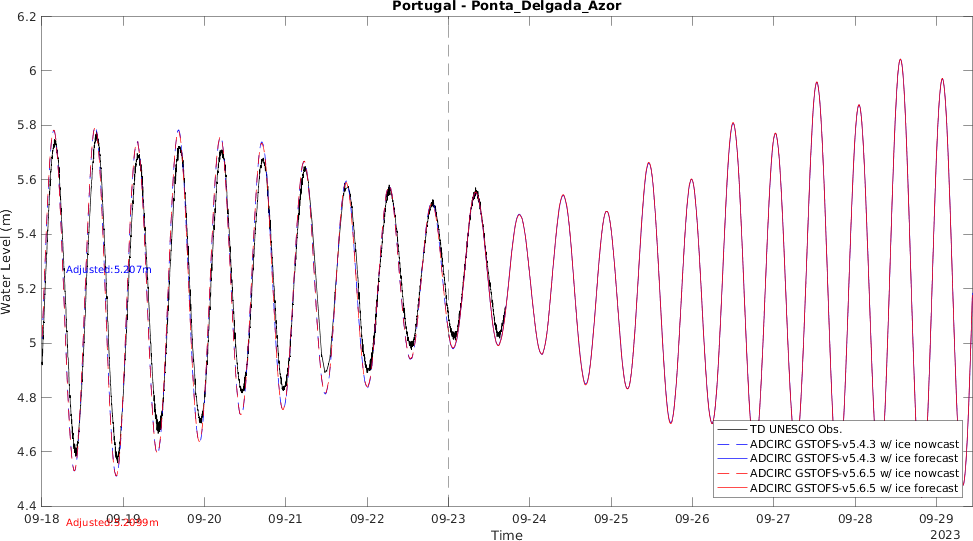 Portugal - Ponta_Delgada_Azor
6.2
6
5.8
5.6
5.4
5.2
5
4.8
4.6
4.4
Water Level (m)
Adjusted:5.207m
TD UNESCO Obs.
ADCIRC GSTOFS-v5.4.3 w/ ice nowcast
ADCIRC GSTOFS-v5.4.3 w/ ice forecast
ADCIRC GSTOFS-v5.6.5 w/ ice nowcast
ADCIRC GSTOFS-v5.6.5 w/ ice forecast
09-18 09-19 09-20 09-21 09-22 09-23 09-24 09-25 09-26 09-27 09-28 09-29
2023
Time